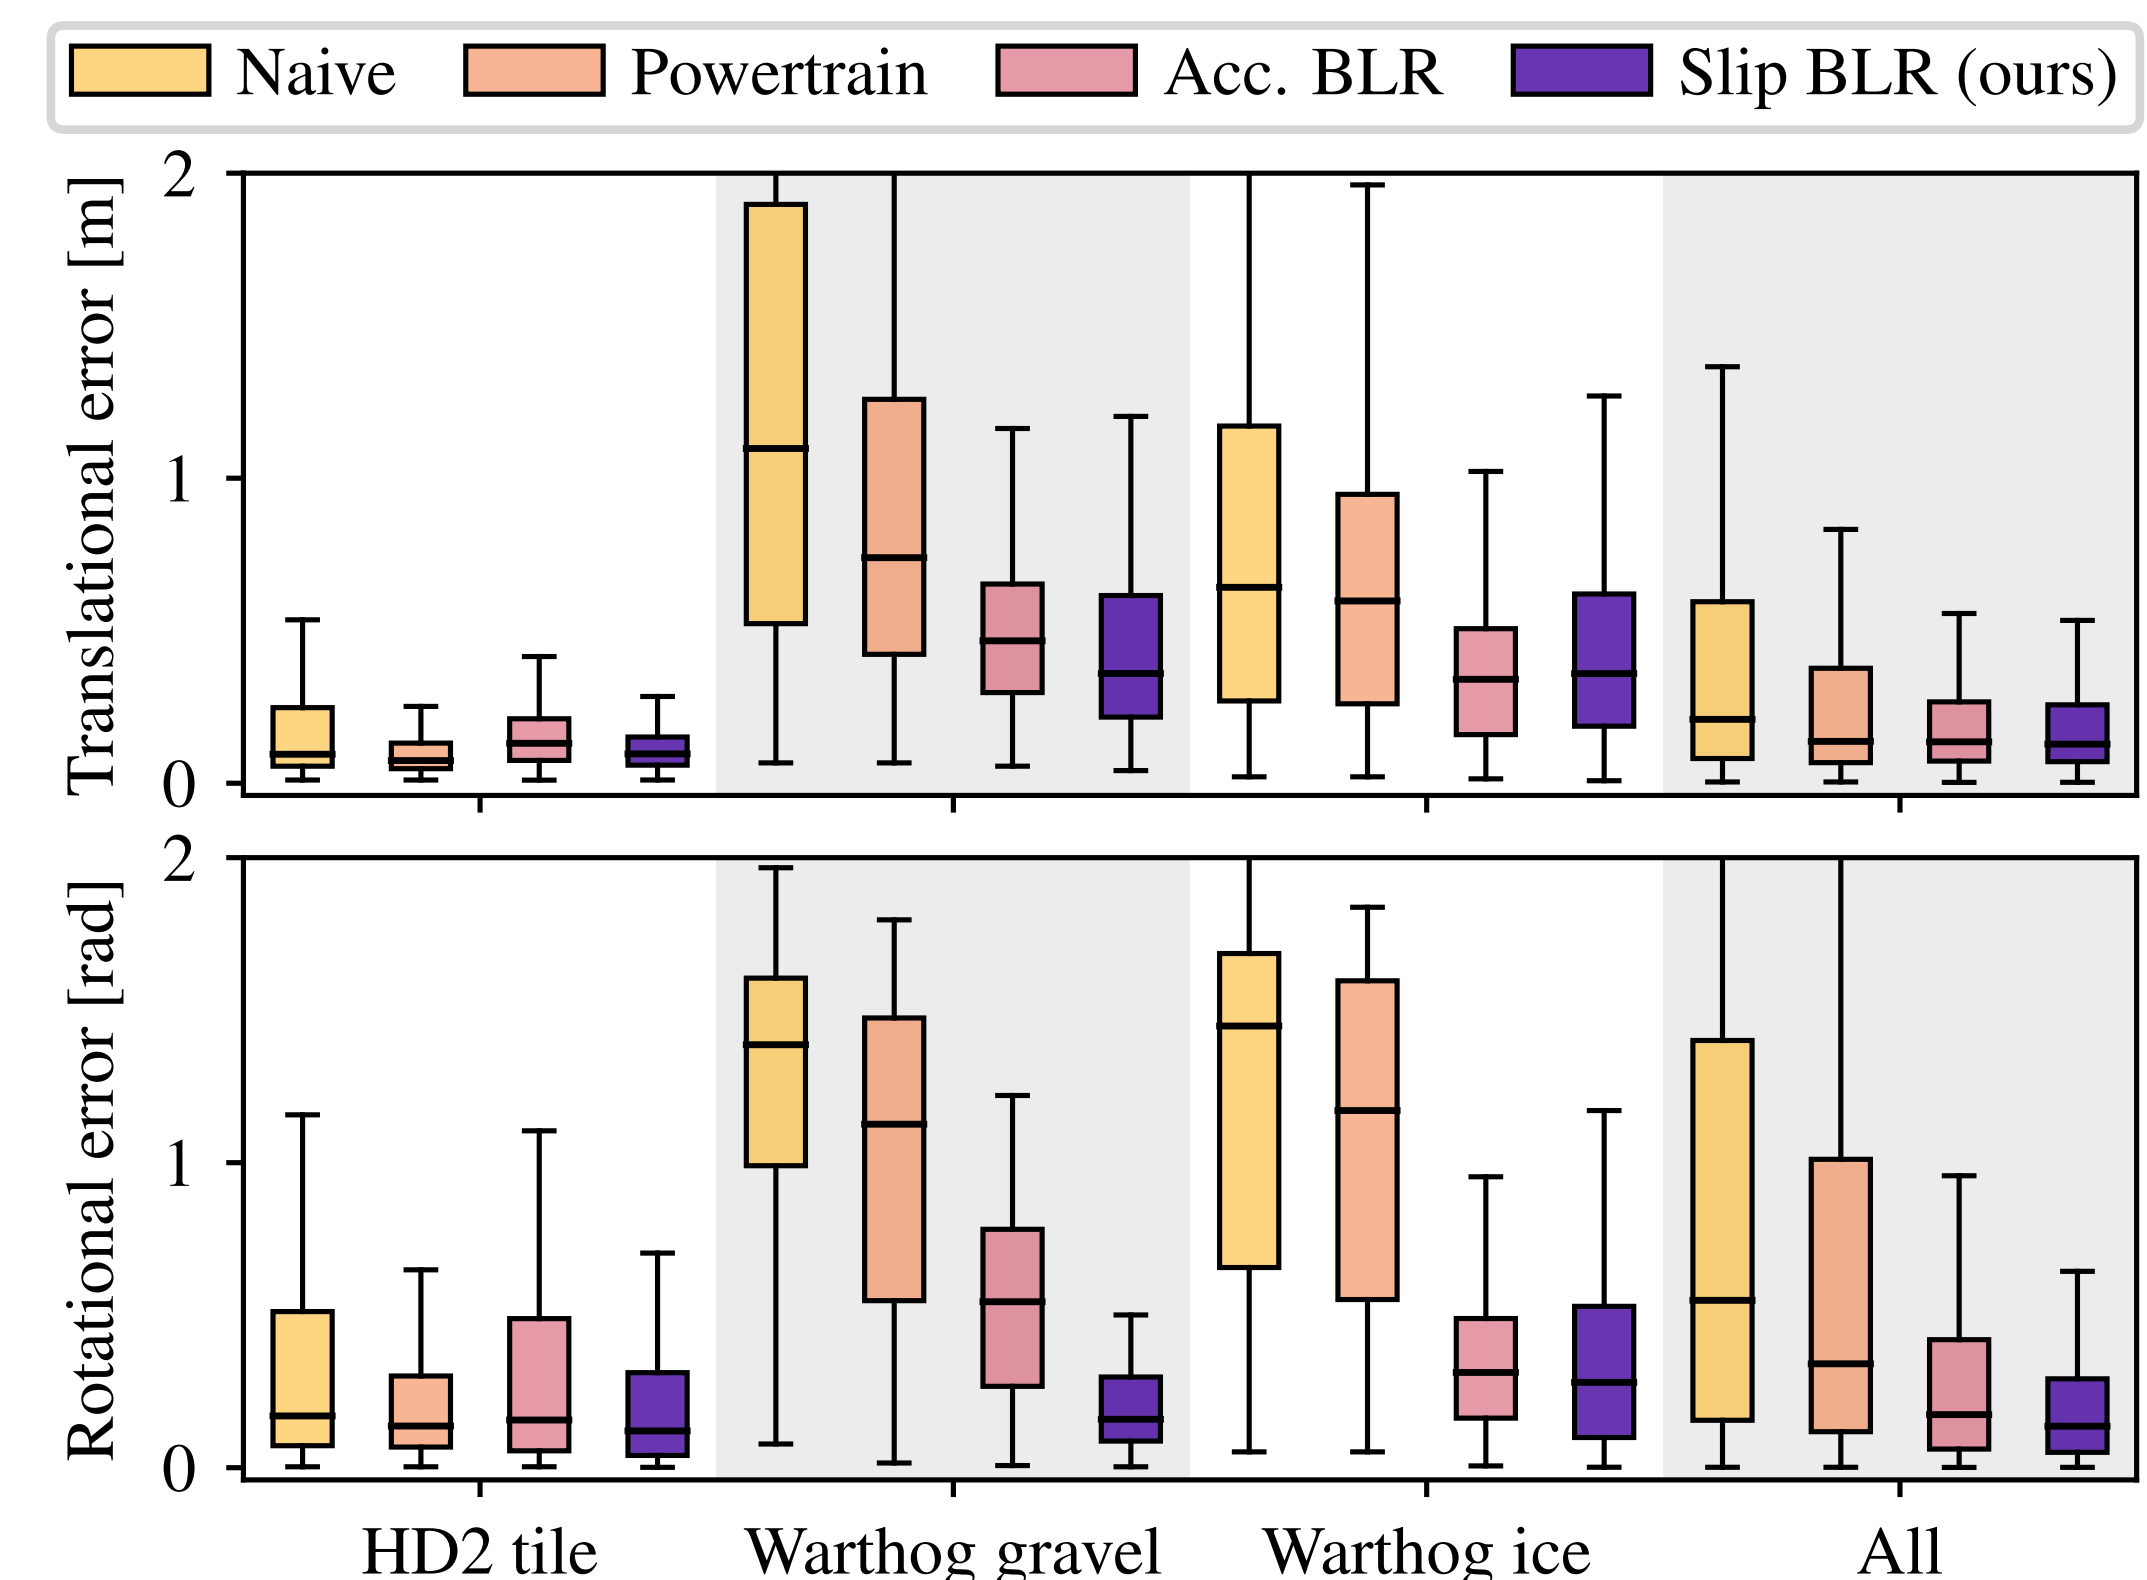 Naive Powertrain Acc. BLR Slip BLR (ours)
Translational error [m]
2
1
0
Rotational error [rad]
2
1
0
HD2 tile Warthog gravel Warthog ice All